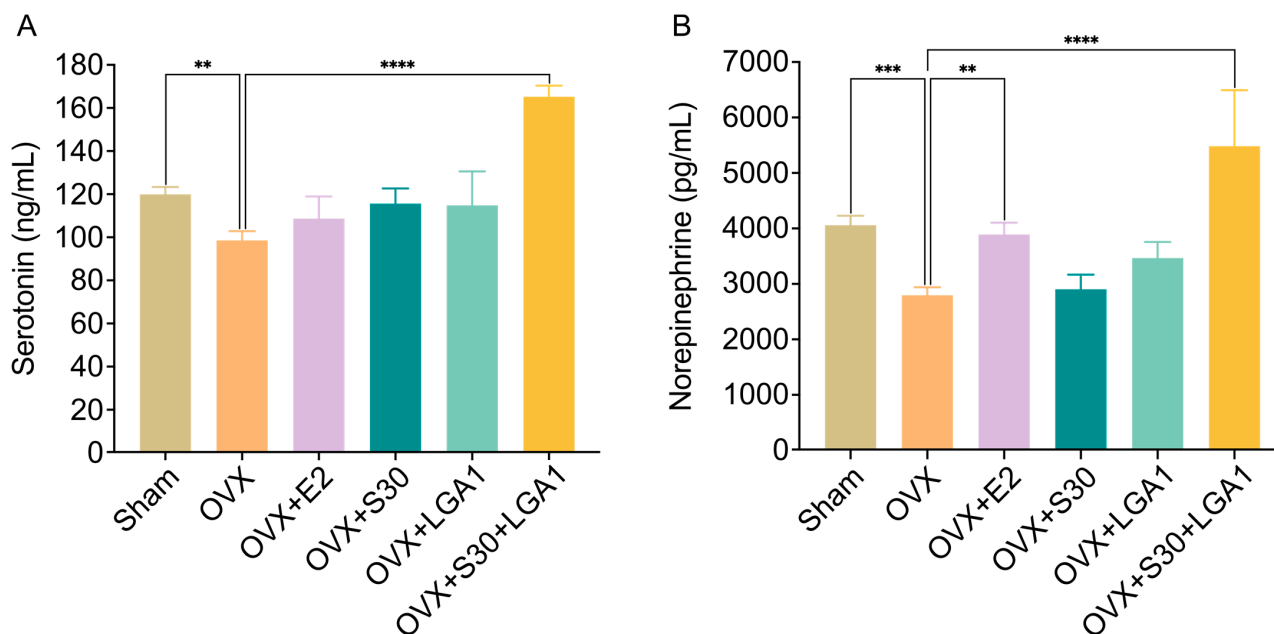 A
Serotonin (ng/mL)
180
160
140
120
100
80
60
40
20
0
**
****
Sham
OVX
OVX+E2
OVX+S30
OVX+LGA1
OVX+S30+LGA1
B
Norepinephrine (pg/mL)
7000
6000
5000
4000
3000
2000
1000
0
****
***
**
Sham
OVX
OVX+E2
OVX+S30
OVX+LGA1
OVX+S30+LGA1